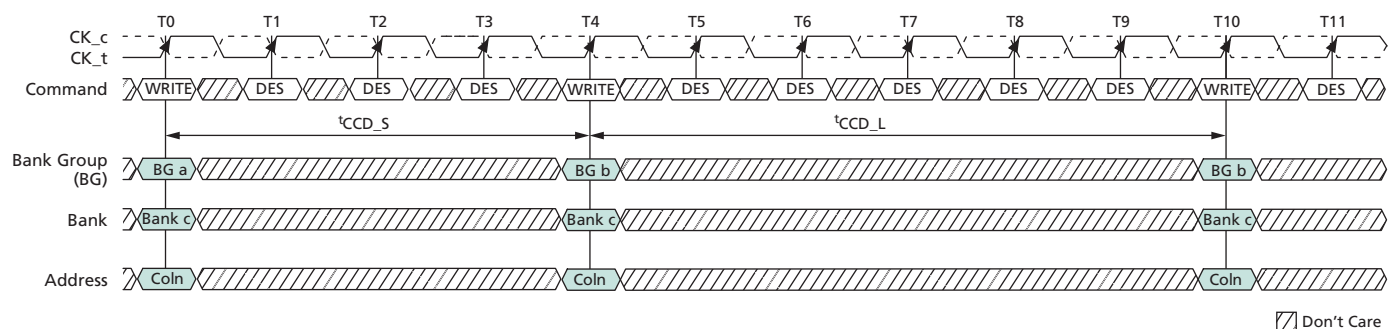 T0 T1 T2 T3 T4 T5 T6 T7 T8 T9 T10 T11
CK_c
CK_t
Command WRITE DES DES DES WRITE DES DES DES DES DES WRITE DES
tCCD_S tCCD_L
Bank Group
(BG) BG a BG b BG b
Bank Bank c Bank c Bank c
Address Coln Coln Coln
Don't Care